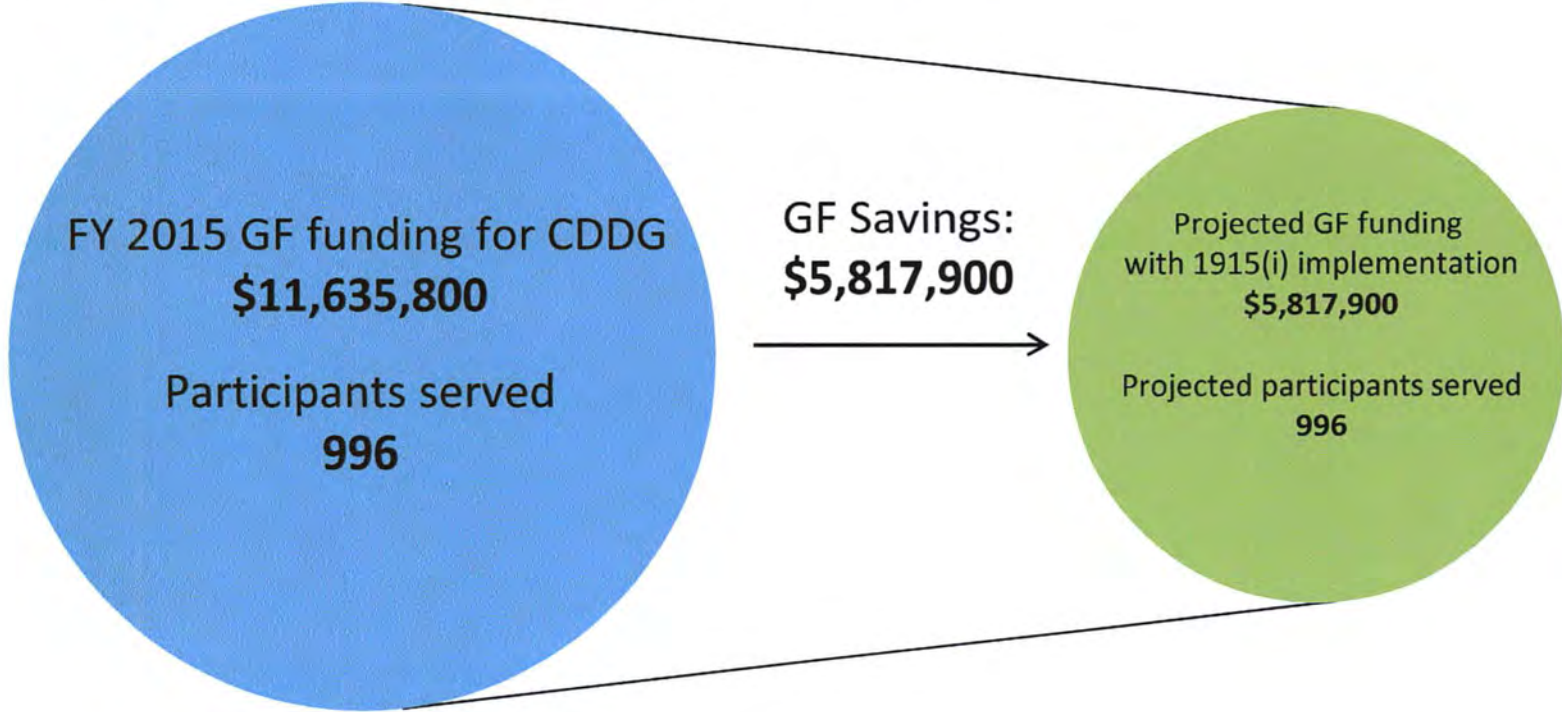 FY 2015 GF funding for CDDG
$11,635,800
Participants served
996
GF Savings:
$5,817,900
Projected GF funding
with 1915(i) implementation
$5,817,900
Projected participants served
996